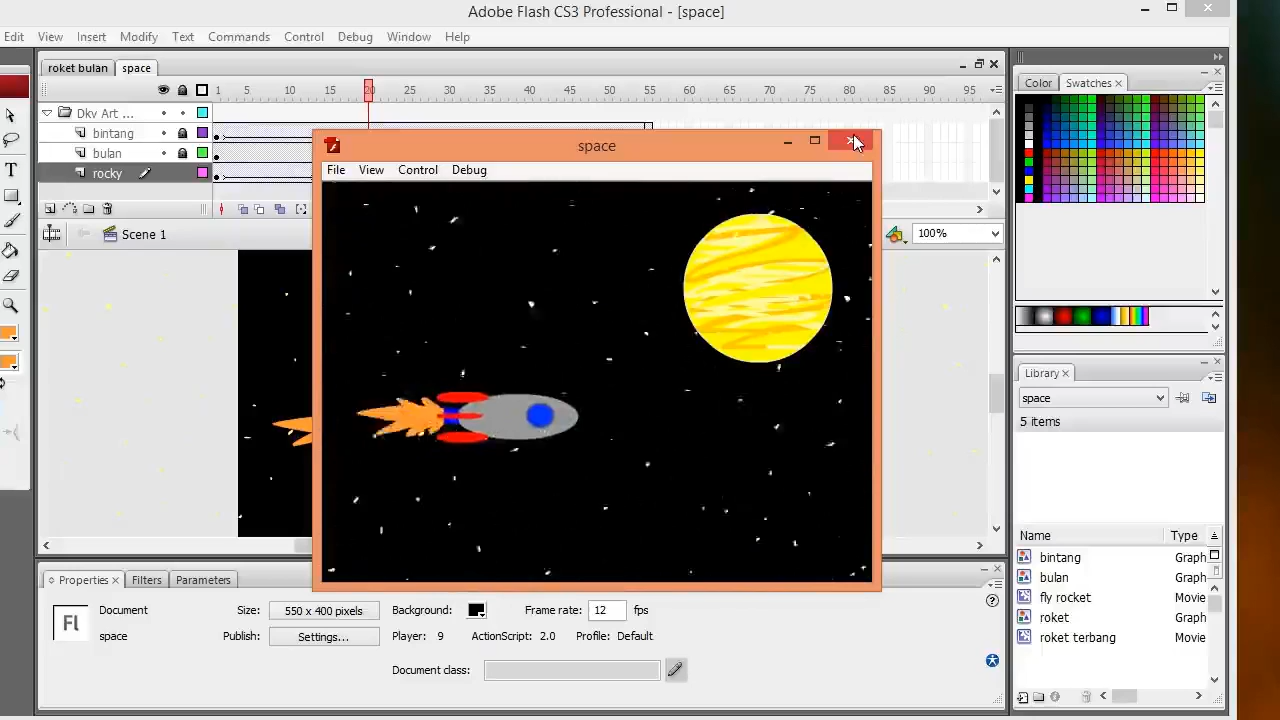 Adobe Flash CS3 Professional - [space]
Edit View Insert Modify Text Commands Control Debug Window Help
roket bulan space
1 5 10 15 20 25 30 35 40 45 50 55 60 65 70 75 80 85 90 95
Dkv Art ...
bintang
bulan
rocky
Scene 1
100%
space
File View Control Debug
Color Swatches
Library
space
5 items
Name Type
bintang Graph
bulan Graph
fly rocket Movie
roket Graph
roket terbang Movie
Properties Filters Parameters
Fl
Document
space
Size: 550 x 400 pixels Background: Frame rate: 12 fps
Publish: Settings... Player: 9 ActionScript: 2.0 Profile: Default
Document class: